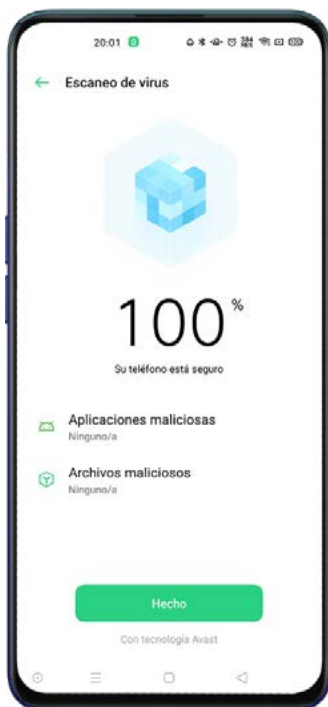 20:01
Escaneo de virus
100%
Su teléfono está seguro
Aplicaciones maliciosas
Ninguno/a
Archivos maliciosos
Ninguno/a
Hecho
Con tecnología Avast